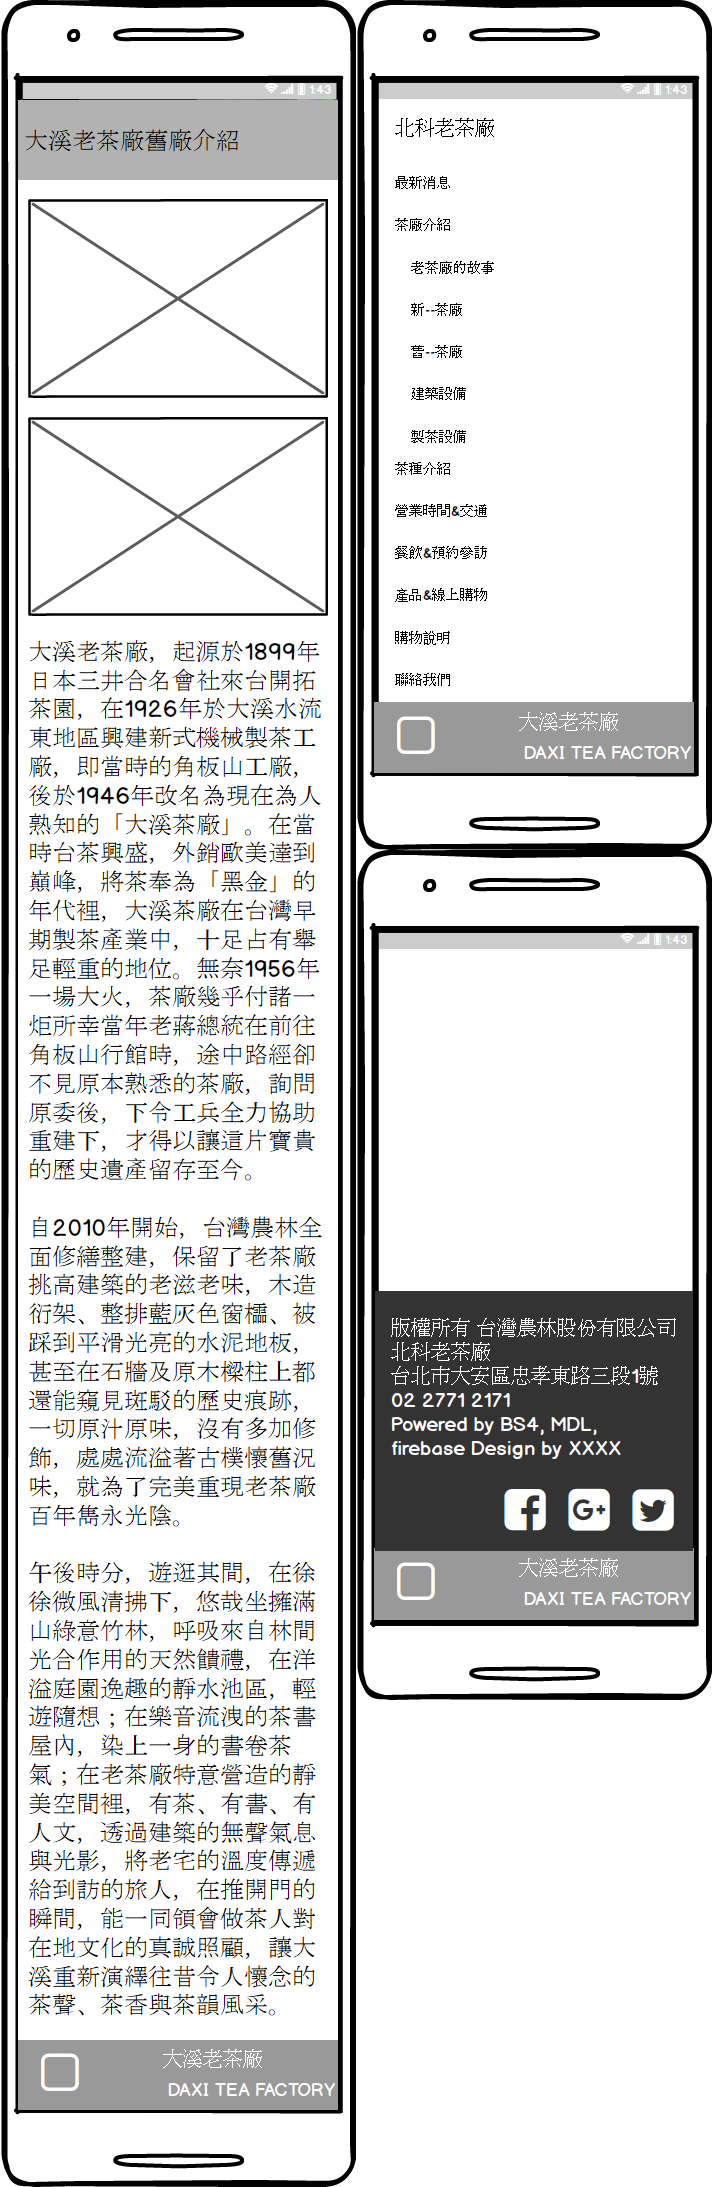 1:43
大溪老茶廠舊廠介紹
大溪老茶廠，起源於1899年
日本三井合名會社來台開拓
茶園，在1926年於大溪水流
東地區興建新式機械製茶工
廠，即當時的角板山工廠，
後於1946年改名為現在為人
熟知的「大溪茶廠」。在當
時台茶興盛，外銷歐美達到
巔峰，將茶奉為「黑金」的
年代裡，大溪茶廠在台灣早
期製茶產業中，十足占有舉
足輕重的地位。無奈1956年
一場大火，茶廠幾乎付諸一
炬所幸當年老蔣總統在前往
角板山行館時，途中路經卻
不見原本熟悉的茶廠，詢問
原委後，下令工兵全力協助
重建下，才得以讓這片寶貴
的歷史遺產留存至今。
自2010年開始，台灣農林全
面修繕整建，保留了老茶廠
挑高建築的老滋老味，木造
衍架、整排藍灰色窗櫺、被
踩到平滑光亮的水泥地板，
甚至在石牆及原木樑柱上都
還能窺見斑駁的歷史痕跡，
一切原汁原味，沒有多加修
飾，處處流溢著古樸懷舊況
味，就為了完美重現老茶廠
百年雋永光陰。
午後時分，遊逛其間，在徐
徐微風清拂下，悠哉坐擁滿
山綠意竹林，呼吸來自林間
光合作用的天然饋禮，在洋
溢庭園逸趣的靜水池區，輕
遊隨想；在樂音流洩的茶書
屋內，染上一身的書卷茶
氣；在老茶廠特意營造的靜
美空間裡，有茶、有書、有
人文，透過建築的無聲氣息
與光影，將老宅的溫度傳遞
給到訪的旅人，在推開門的
瞬間，能一同領會做茶人對
在地文化的真誠照顧，讓大
溪重新演繹往昔令人懷念的
茶聲、茶香與茶韻風采。
大溪老茶廠
DAXI TEA FACTORY
1:43
北科老茶廠
最新消息
茶廠介紹
老茶廠的故事
新--茶廠
舊--茶廠
建築設備
製茶設備
茶種介紹
營業時間&交通
餐飲&預約參訪
產品&線上購物
購物說明
聯絡我們
大溪老茶廠
DAXI TEA FACTORY
1:43
版權所有 台灣農林股份有限公司
北科老茶廠
台北市大安區忠孝東路三段1號
02 2771 2171
Powered by BS4, MDL,
firebase Design by XXXX
大溪老茶廠
DAXI TEA FACTORY